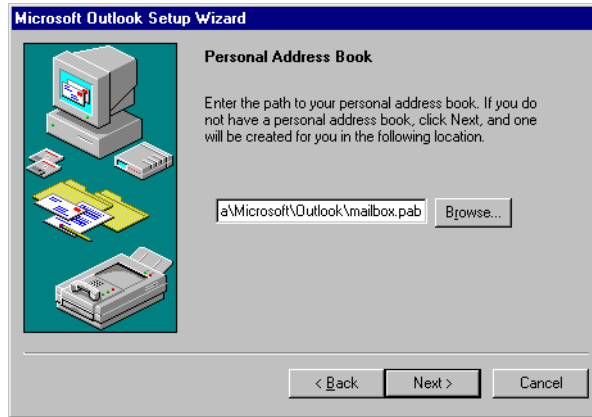 Microsoft Outlook Setup Wizard
Personal Address Book
Enter the path to your personal address book. If you do
not have a personal address book, click Next, and one
will be created for you in the following location.
a\Microsoft\Outlook\mailbox.pab
Browse...
< Back
Next >
Cancel